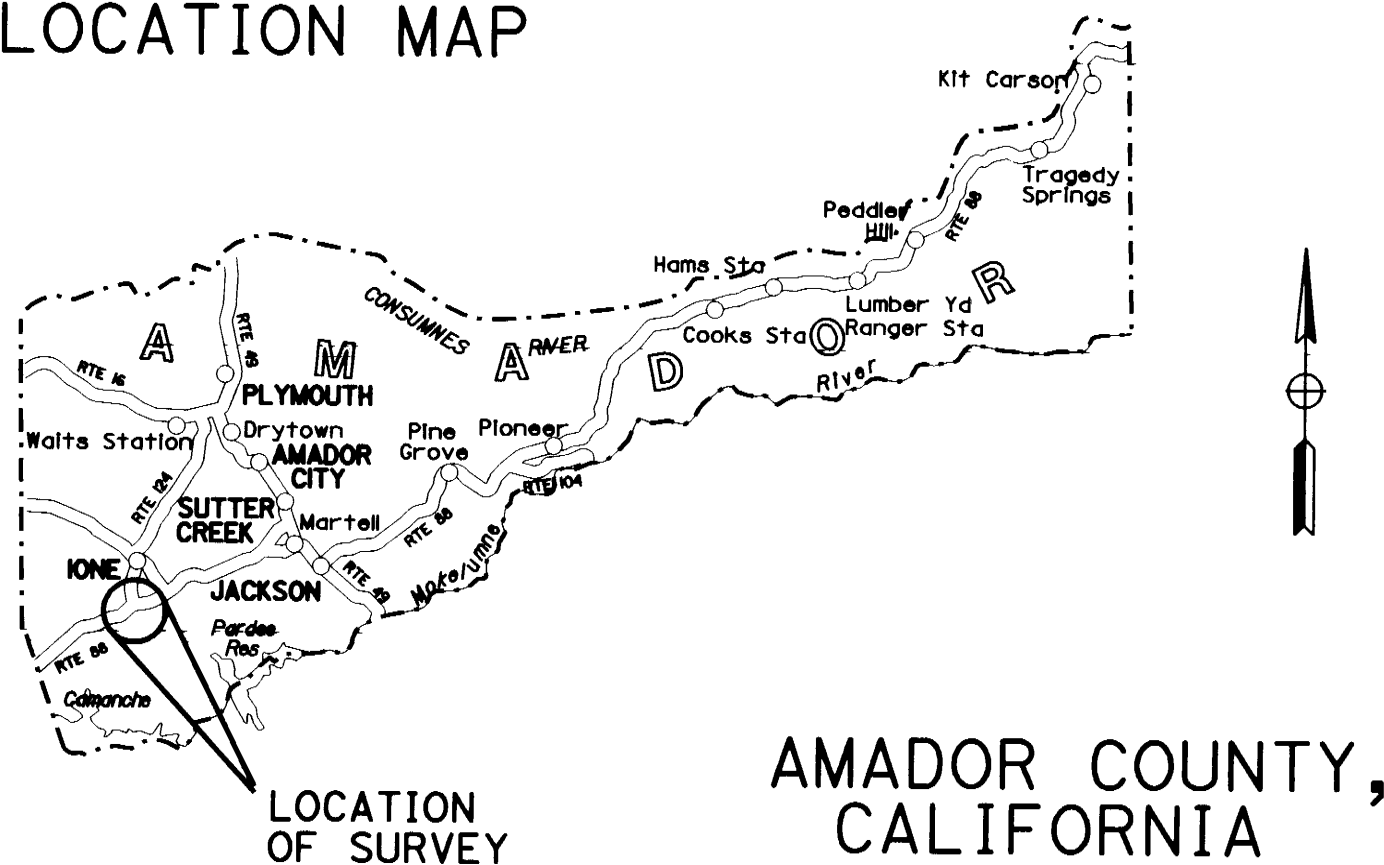 LOCATION MAP
Kit Carson
Tragedy
Springs
Peddler
Hill
RTE 88
Hams Sta
R
Lumber Yd
Ranger Sta
Cooks Sta
O
CONSUMNES
RIVER
A
M
A
D
RTE 49
RTE 16
PLYMOUTH
River
Waits Station
Drytown
Pine
Grove
Pioneer
AMADOR
CITY
RTE 104
RTE 124
SUTTER
CREEK
Martell
RTE 88
Mokelumne
IONE
JACKSON
RTE 49
Pardee
Res
RTE 88
Camanche
LOCATION
OF SURVEY
AMADOR COUNTY,
CALIFORNIA